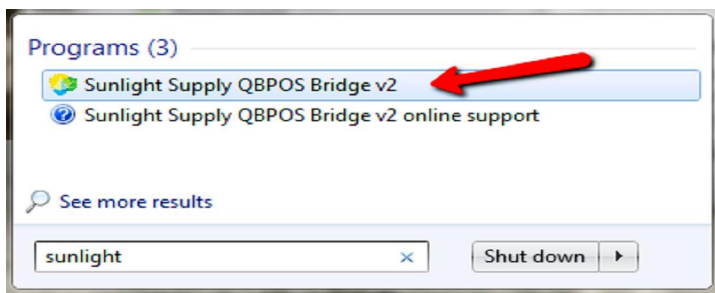 Programs (3)
Sunlight Supply QBPOS Bridge v2
Sunlight Supply QBPOS Bridge v2 online support
See more results
sunlight
Shut down